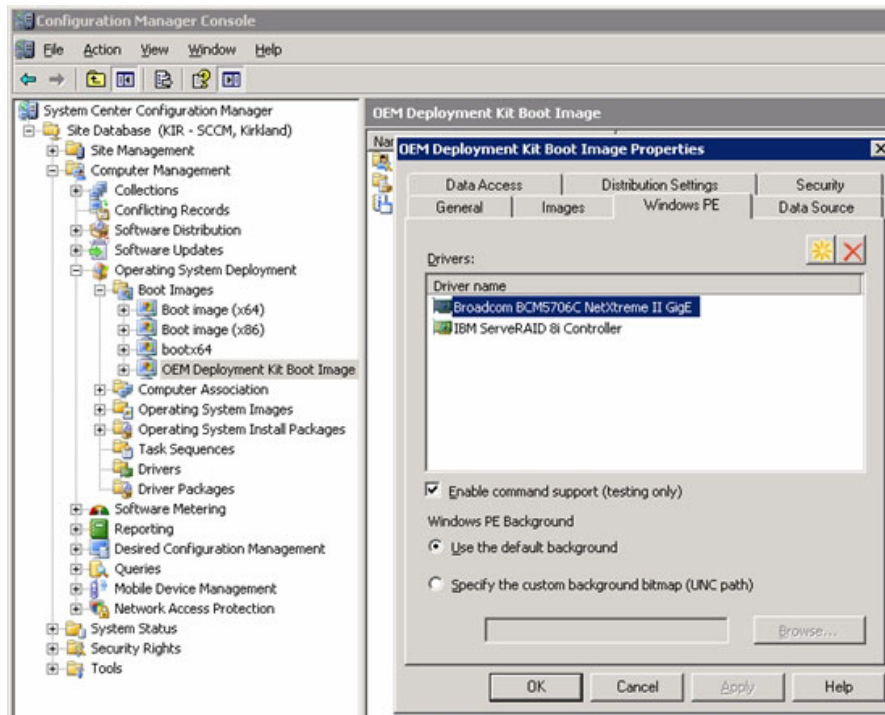 Configuration Manager Console
File Action View Window Help
System Center Configuration Manager
Site Database (KIR - SCCM, Kirkland)
Site Management
Computer Management
Collections
Conflicting Records
Software Distribution
Software Updates
Operating System Deployment
Boot Images
Boot image (x64)
Boot image (x86)
bootx64
OEM Deployment Kit Boot Image
Computer Association
Operating System Images
Operating System Install Packages
Task Sequences
Drivers
Driver Packages
Software Metering
Reporting
Desired Configuration Management
Queries
Mobile Device Management
Network Access Protection
System Status
Security Rights
Tools
OEM Deployment Kit Boot Image
OEM Deployment Kit Boot Image Properties
Data Access Distribution Settings Security
General Images Windows PE Data Source
Drivers:
Driver name
Broadcom BCM5706C NetXtreme II GigE
IBM ServeRAID 8i Controller
Enable command support (testing only)
Windows PE Background
Use the default background
Specify the custom background bitmap (UNC path)
Browse...
OK Cancel Apply Help